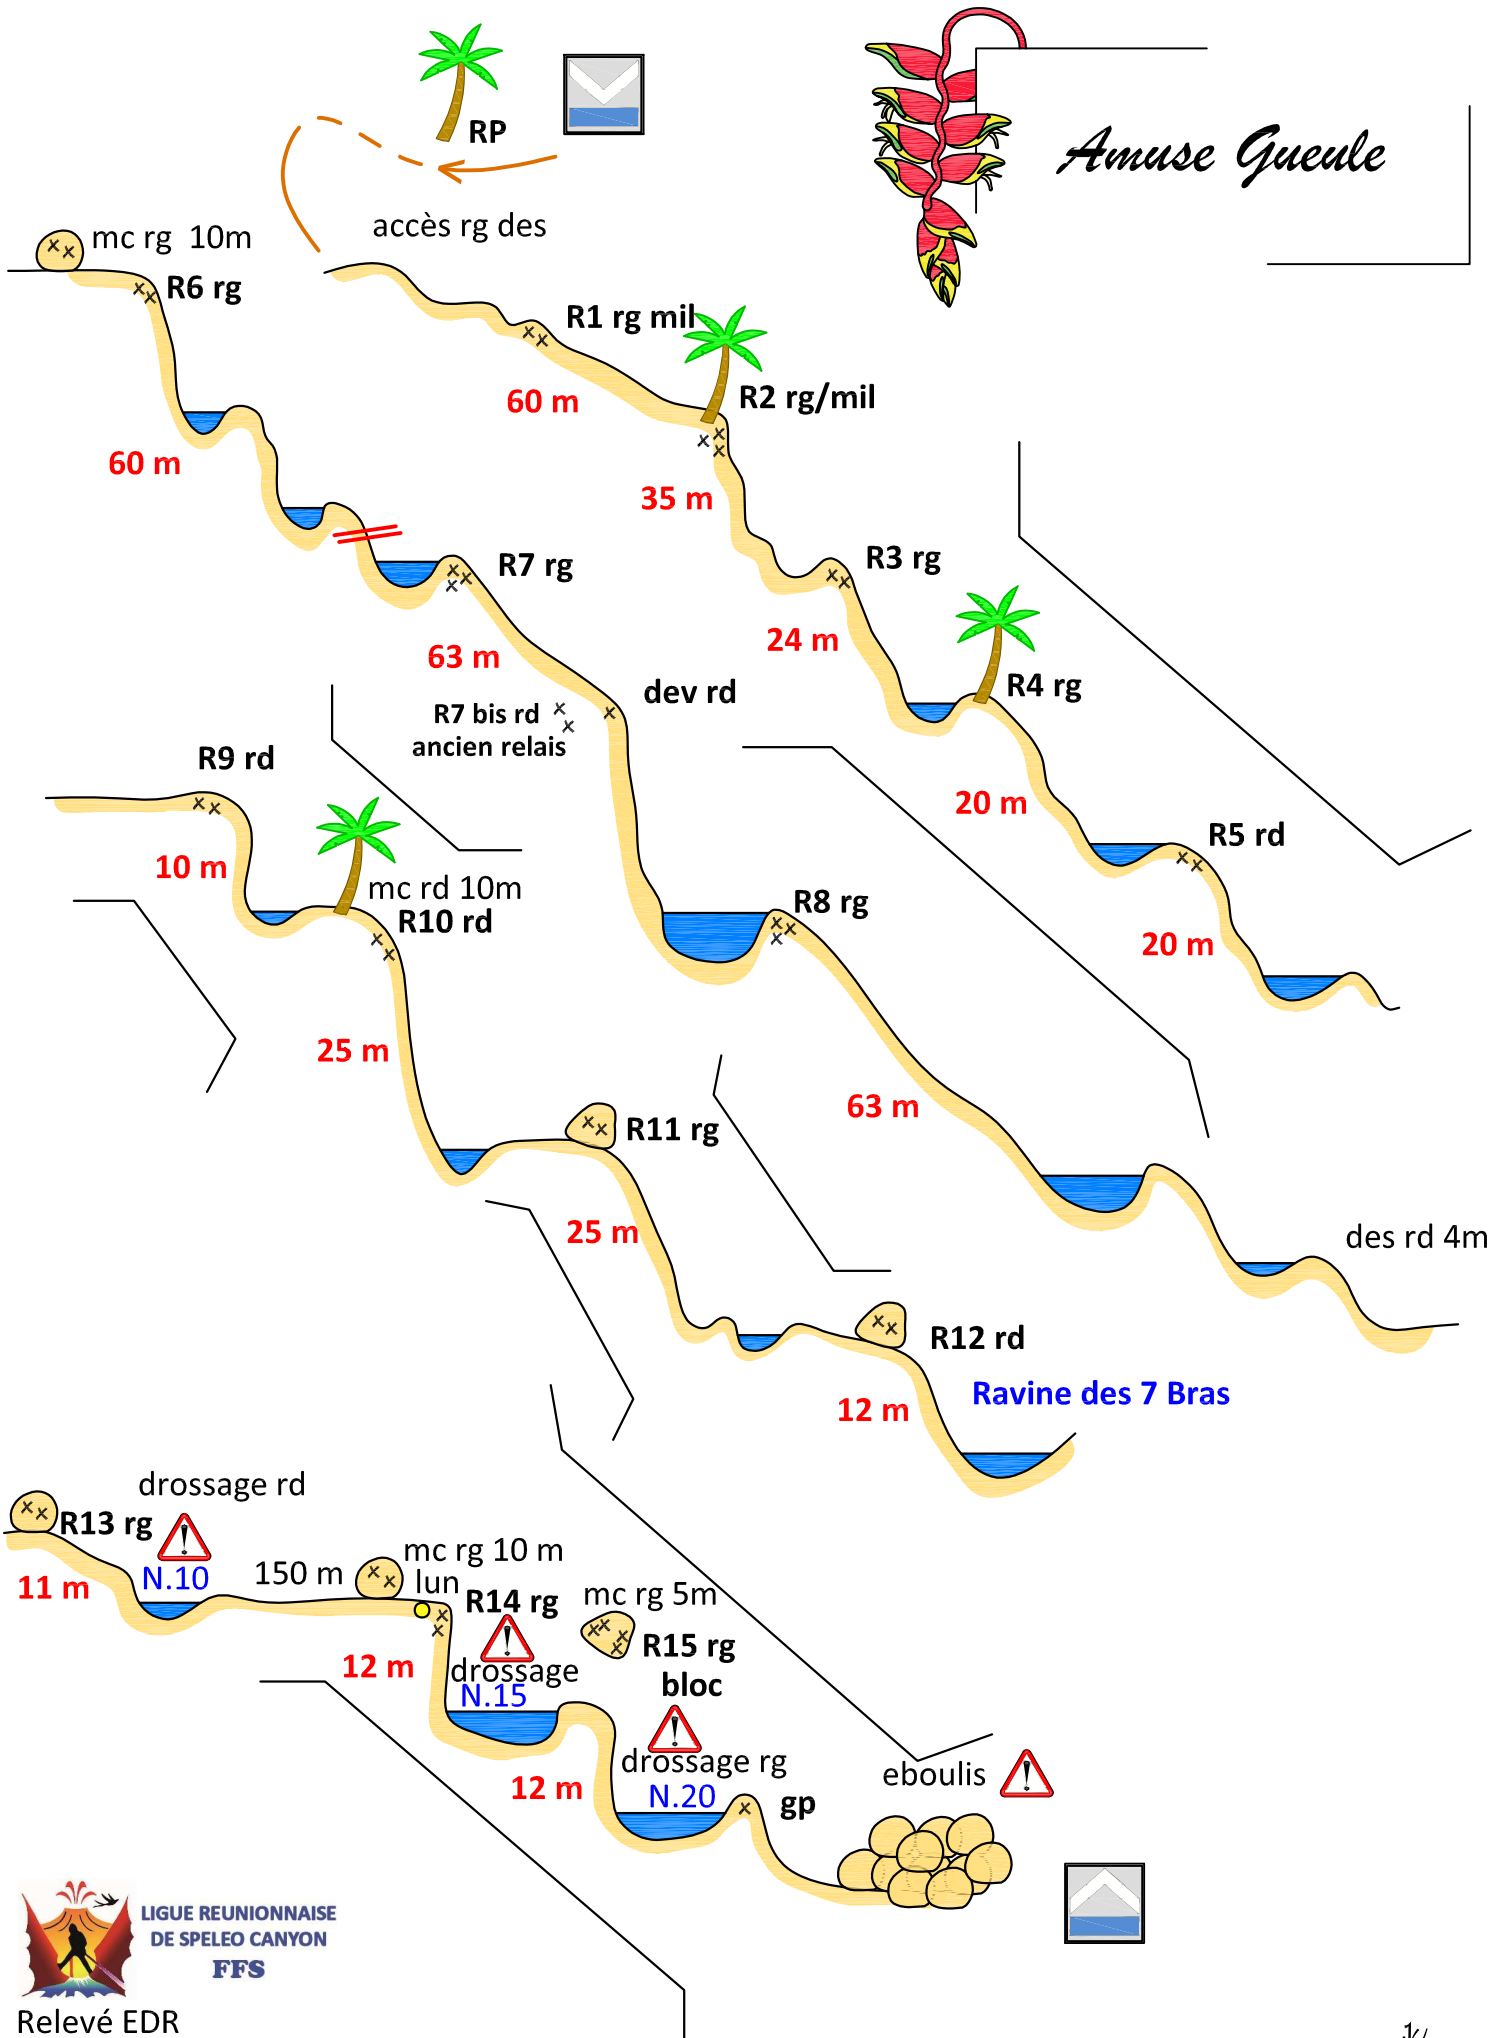 Amuse Gueule
RP
accès rg des
mc rg 10m
R6 rg
R1 rg mil
60 m
R2 rg/mil
60 m
35 m
R3 rg
R7 rg
24 m
63 m
R4 rg
dev rd
R7 bis rd
ancien relais
R9 rd
20 m
R5 rd
10 m
mc rd 10m
R10 rd
R8 rg
20 m
25 m
63 m
R11 rg
25 m
des rd 4m
R12 rd
Ravine des 7 Bras
12 m
drossage rd
R13 rg
N.10
11 m
150 m
mc rg 10 m
lun
R14 rg
mc rg 5m
R15 rg
bloc
12 m
drossage
N.15
drossage rg
N.20
12 m
gp
eboulis
LIGUE REUNIONNAISE
DE SPELEO CANYON
FFS
Relevé EDR